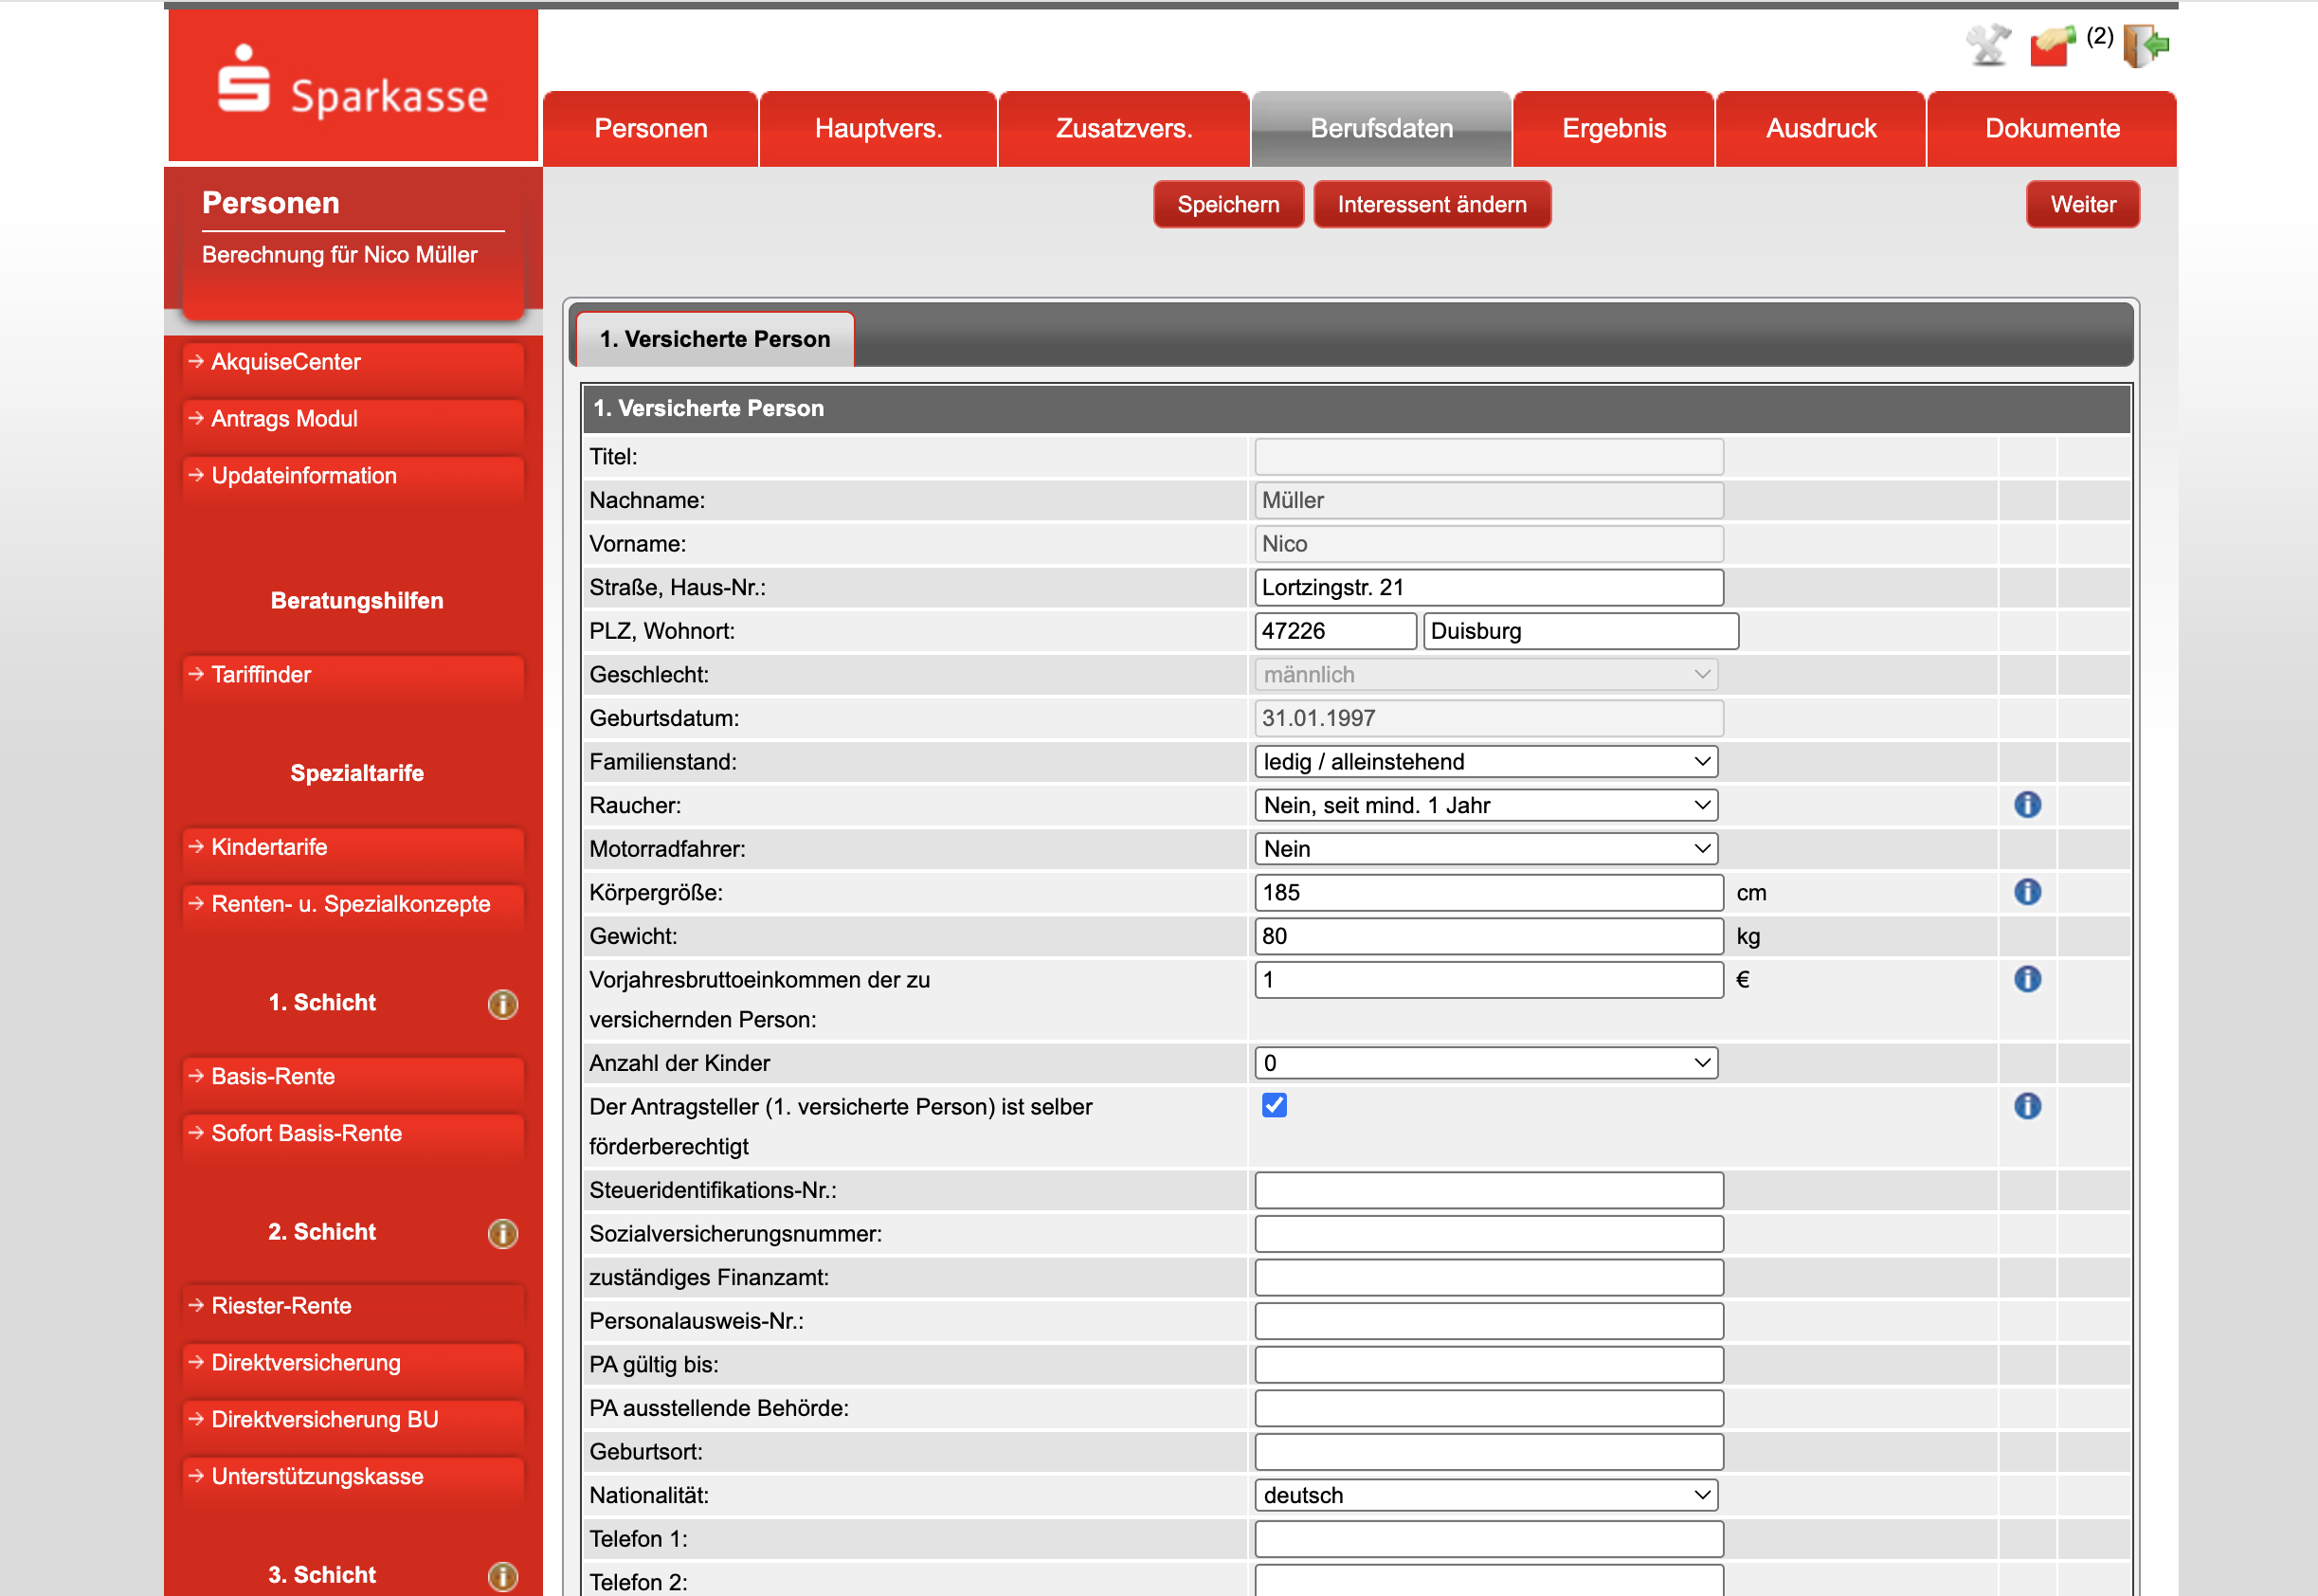 Sparkasse
(2)
Personen
Hauptvers.
Zusatzvers.
Berufsdaten
Ergebnis
Ausdruck
Dokumente
Personen
Berechnung für Nico Müller
Speichern
Interessent ändern
Weiter
AkquiseCenter
Antrags Modul
Updateinformation
Beratungshilfen
Tariffinder
Spezialtarife
Kindertarife
Renten- u. Spezialkonzepte
1. Schicht
Basis-Rente
Sofort Basis-Rente
2. Schicht
Riester-Rente
Direktversicherung
Direktversicherung BU
Unterstützungskasse
3. Schicht
1. Versicherte Person
1. Versicherte Person
Titel:
Nachname: Müller
Vorname: Nico
Straße, Haus-Nr.: Lortzingstr. 21
PLZ, Wohnort: 47226 Duisburg
Geschlecht: männlich
Geburtsdatum: 31.01.1997
Familienstand: ledig / alleinstehend
Raucher: Nein, seit mind. 1 Jahr
Motorradfahrer: Nein
Körpergröße: 185 cm
Gewicht: 80 kg
Vorjahresbruttoeinkommen der zu 1 €
versichernden Person:
Anzahl der Kinder 0
Der Antragsteller (1. versicherte Person) ist selber
förderberechtigt
Steueridentifikations-Nr.:
Sozialversicherungsnummer:
zuständiges Finanzamt:
Personalausweis-Nr.:
PA gültig bis:
PA ausstellende Behörde:
Geburtsort:
Nationalität: deutsch
Telefon 1:
Telefon 2: